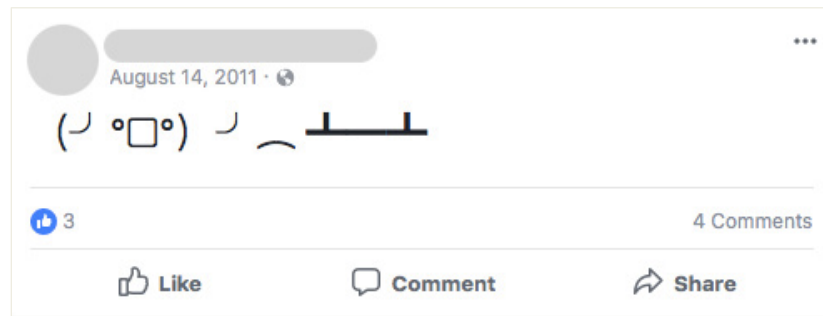 August 14, 2011 ·
(╯°□°) ╯︵ ┻━┻
3
4 Comments
Like
Comment
Share